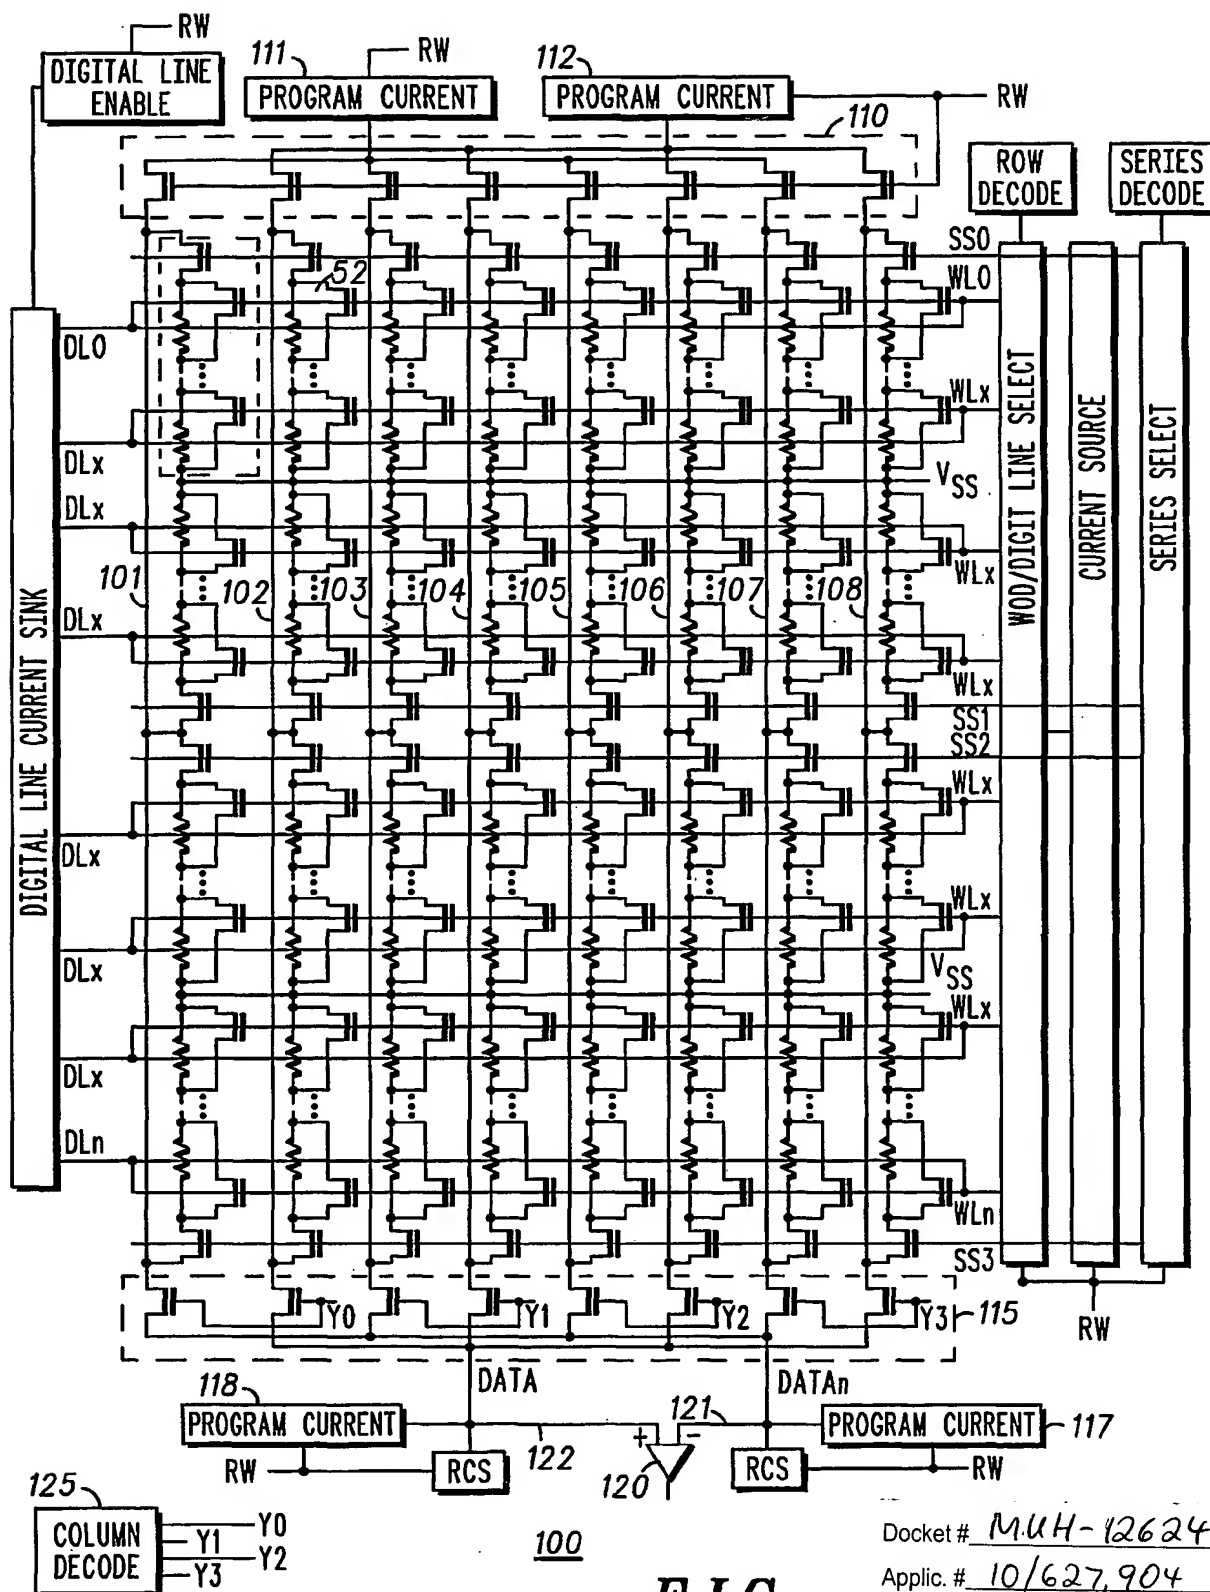 RW
111
RW
112
DIGITAL LINE
ENABLE
PROGRAM CURRENT
PROGRAM CURRENT
RW
110
ROW
DECODE
SERIES
DECODE
SS0
52
WL0
DL0
WLx
DLx
VSS
DLx
WLx
101
102
103
104
105
106
107
108
DLx
WLx
SS1
SS2
WLx
DLx
WLx
DLx
VSS
WLx
DLx
DLn
WLn
SS3
DIGITAL LINE CURRENT SINK
WOD/DIGIT LINE SELECT
CURRENT SOURCE
SERIES SELECT
Y0
Y1
Y2
Y3
115
RW
DATA
DATAn
118
PROGRAM CURRENT
122
+
-
121
PROGRAM CURRENT
117
RW
RCS
120
RCS
RW
125
COLUMN
DECODE
Y0
Y1
Y2
Y3
100
Docket # MUH-12624
Applic. # 10/627,904